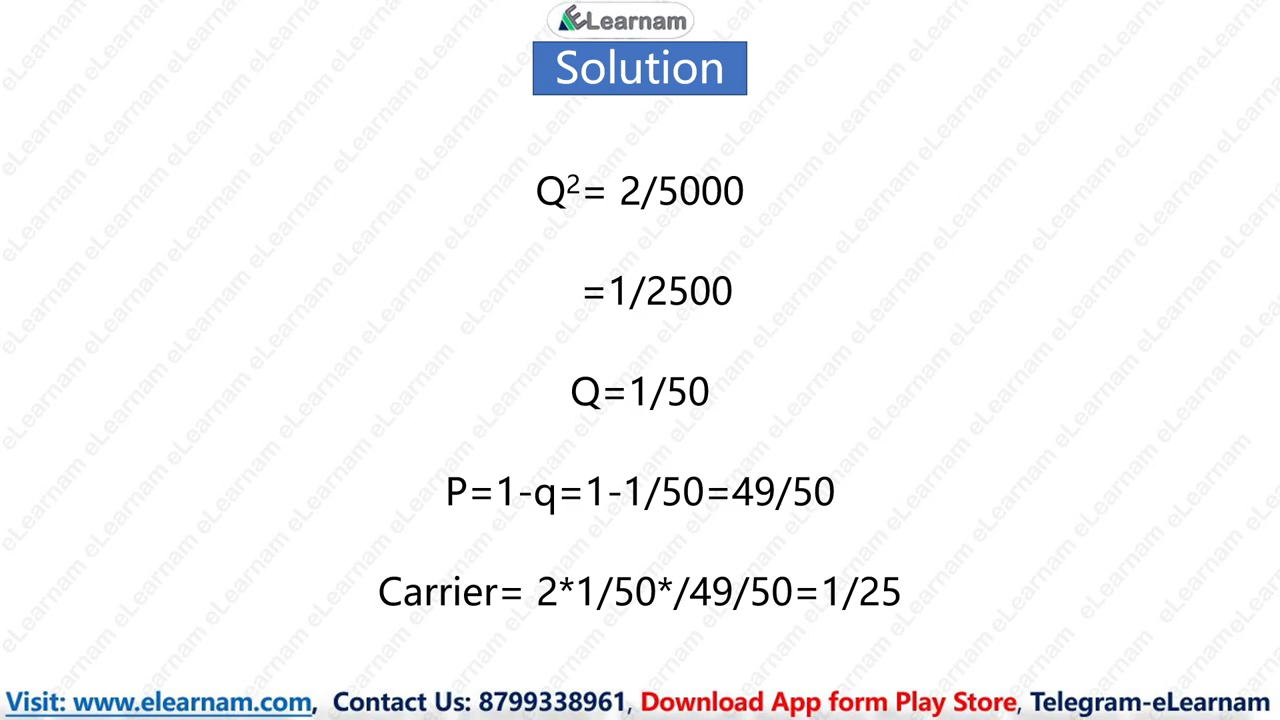 eLearnam
Solution
Q²= 2/5000
=1/2500
Q=1/50
P=1-q=1-1/50=49/50
Carrier= 2*1/50*/49/50=1/25
Visit: www.elearnam.com, Contact Us: 8799338961, Download App form Play Store, Telegram-eLearnam